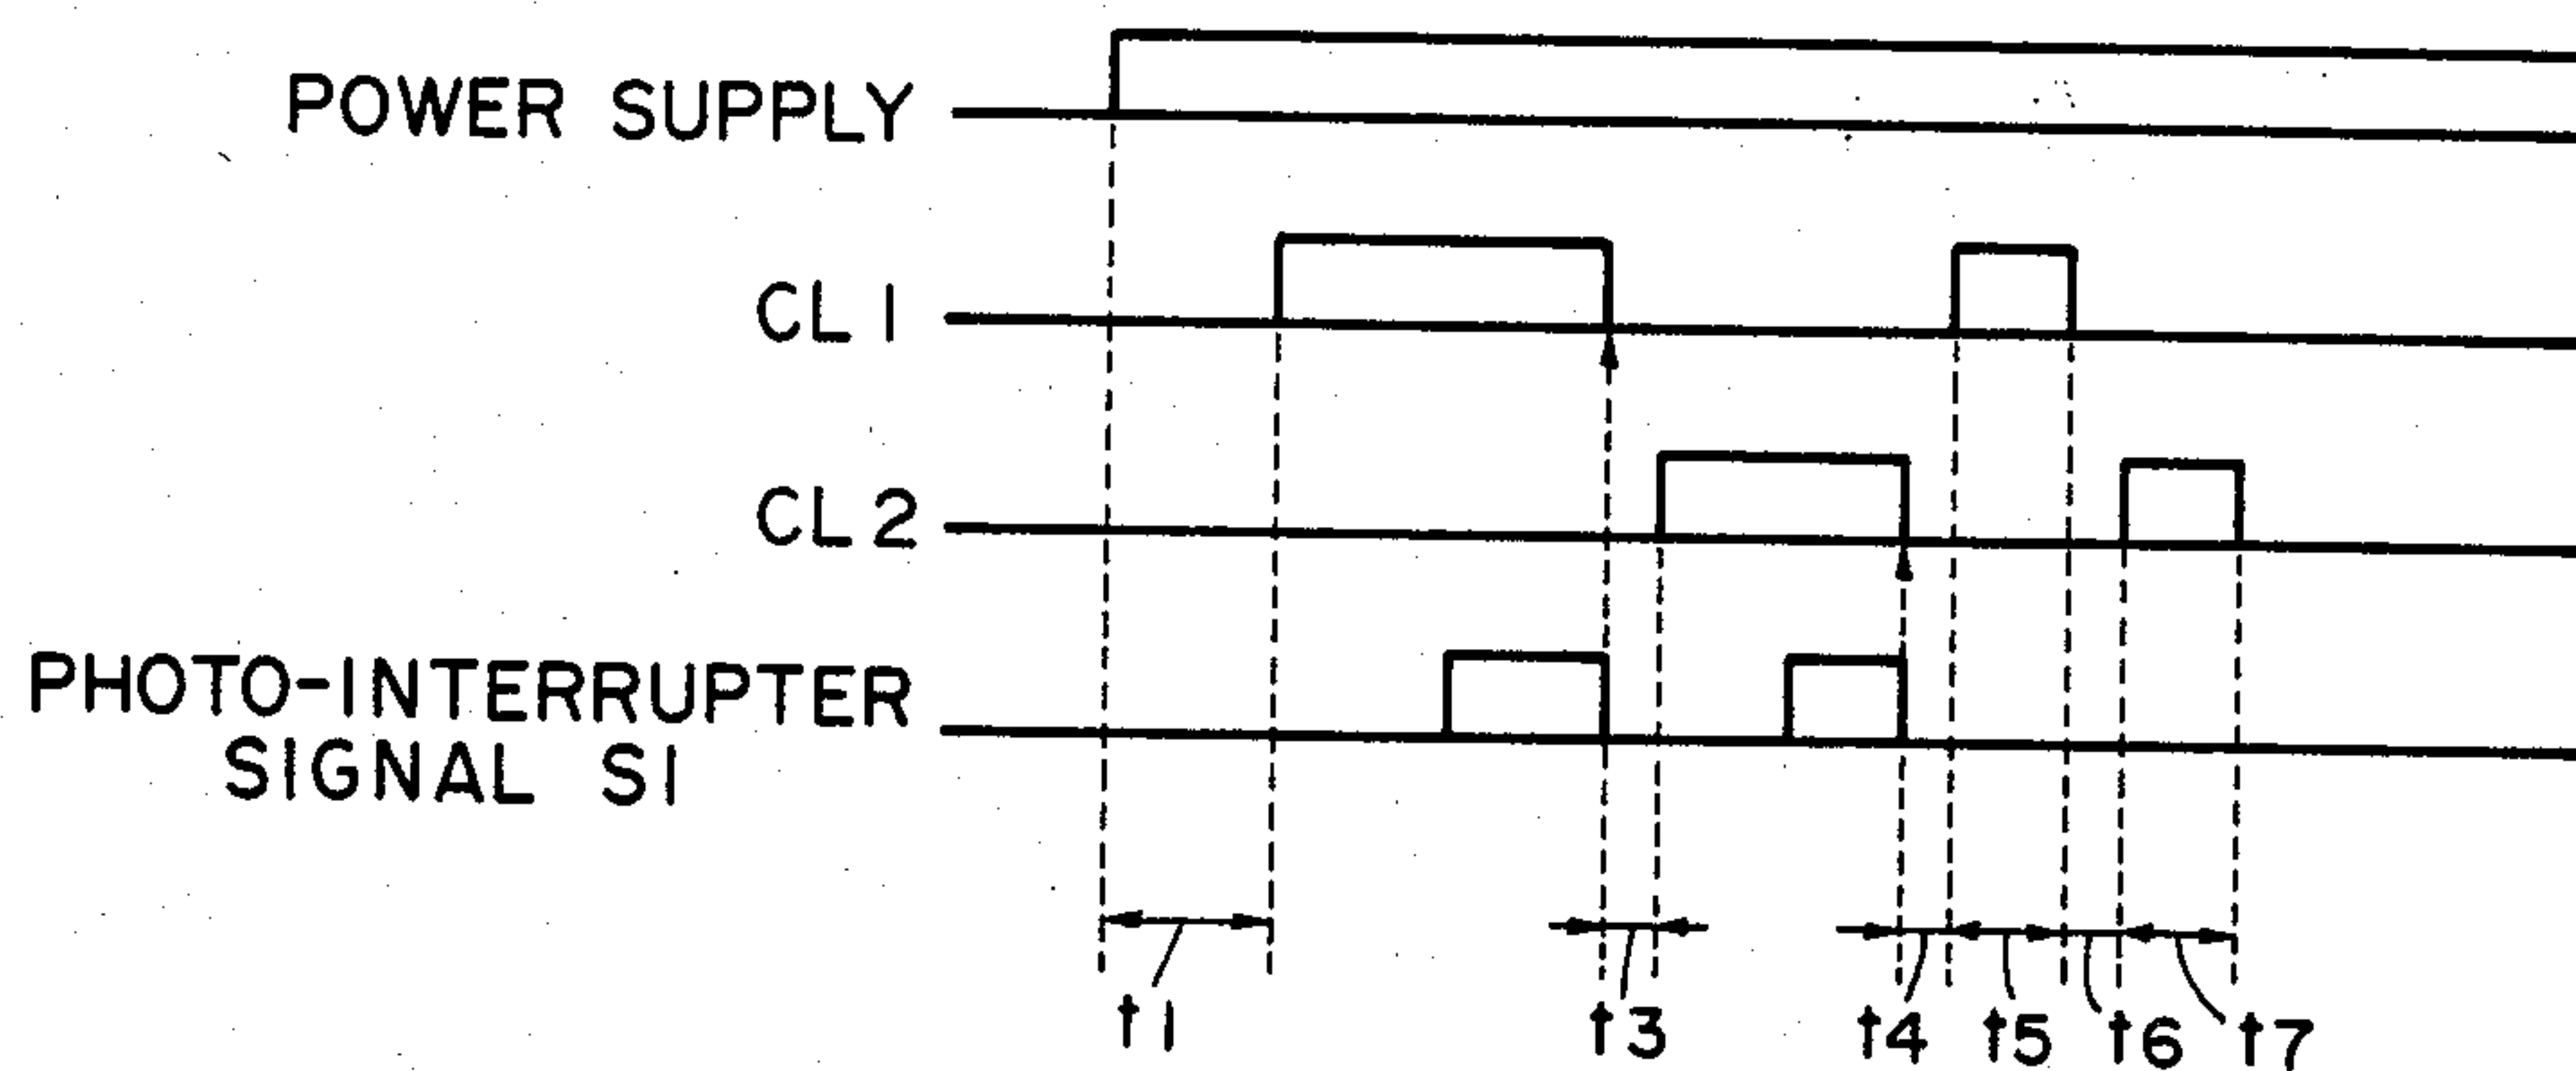 POWER SUPPLY
CL 1
CL 2
PHOTO-INTERRUPTER
SIGNAL S1
t1
t3
t4
t5
t6
t7